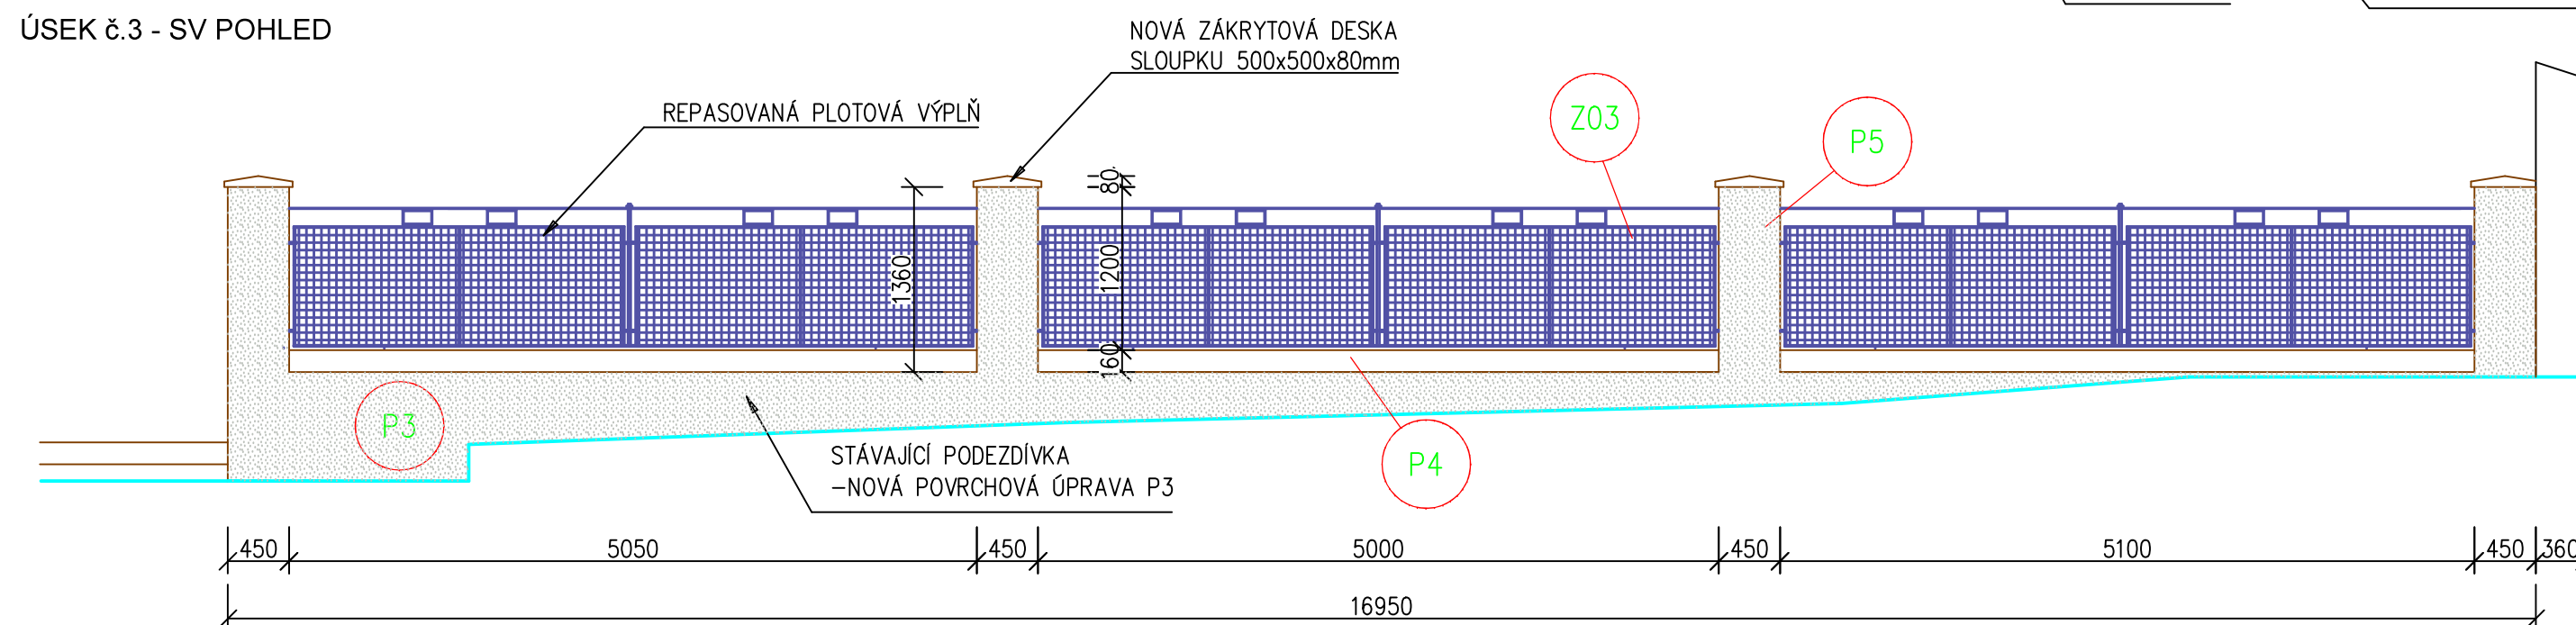 ÚSEK č.3 - SV POHLED
NOVÁ ZÁKRYTOVÁ DESKA
SLOUPKU 500x500x80mm
REPASOVANÁ PLOTOVÁ VÝPLŇ
Z03
P5
80
1360
1200
160
P3
P4
STÁVAJÍCÍ PODEZDÍVKA
-NOVÁ POVRCHOVÁ ÚPRAVA P3
450 5050 450 5000 450 5100 450 360
16950